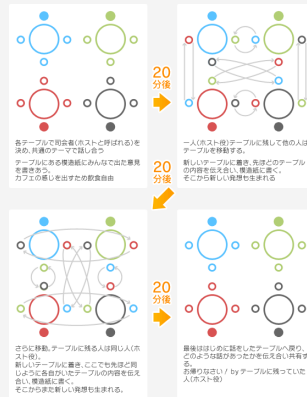 各テーブルで司会者(ホストと呼ばれる)を
決め、共通のテーマで話し合う
テーブルにある模造紙にみんなで出た意見
を書きあう。
カフェの感じを出すため飲食自由
20
分後
一人(ホスト役)テーブルに残して他の人は
テーブルを移動する。
新しいテーブルに着き、先ほどのテーブル
の内容を伝え合い、模造紙に書く。
そこから新しい発想も生まれる
20
分後
さらに移動。テーブルに残る人は同じ人(ホ
スト役)。
新しいテーブルに着き、ここでも先ほど同
じように各自がいたテーブルの内容を伝え
合い、模造紙に書く。
そこからまた新しい発想も生まれる。
20
分後
最後ははじめに話をしたテーブルへ戻り、
どのような話があったかを伝え合い共有す
る。
お帰りなさい！by テーブルに残っていた
人(ホスト役)